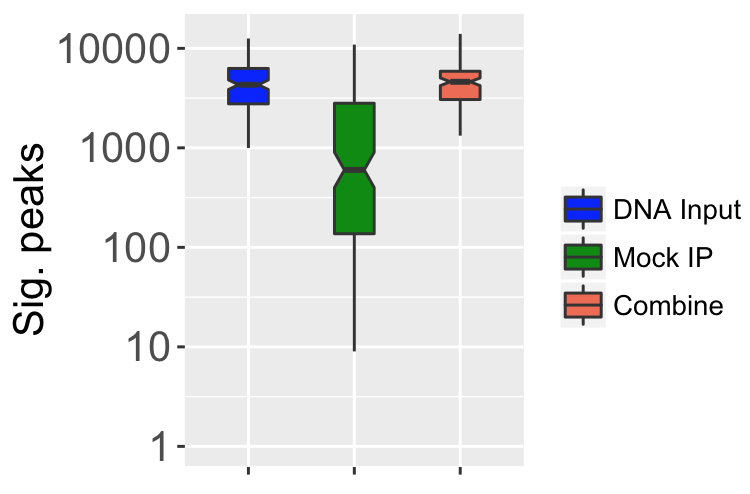 10000
1000
100
10
1
Sig. peaks
DNA Input
Mock IP
Combine